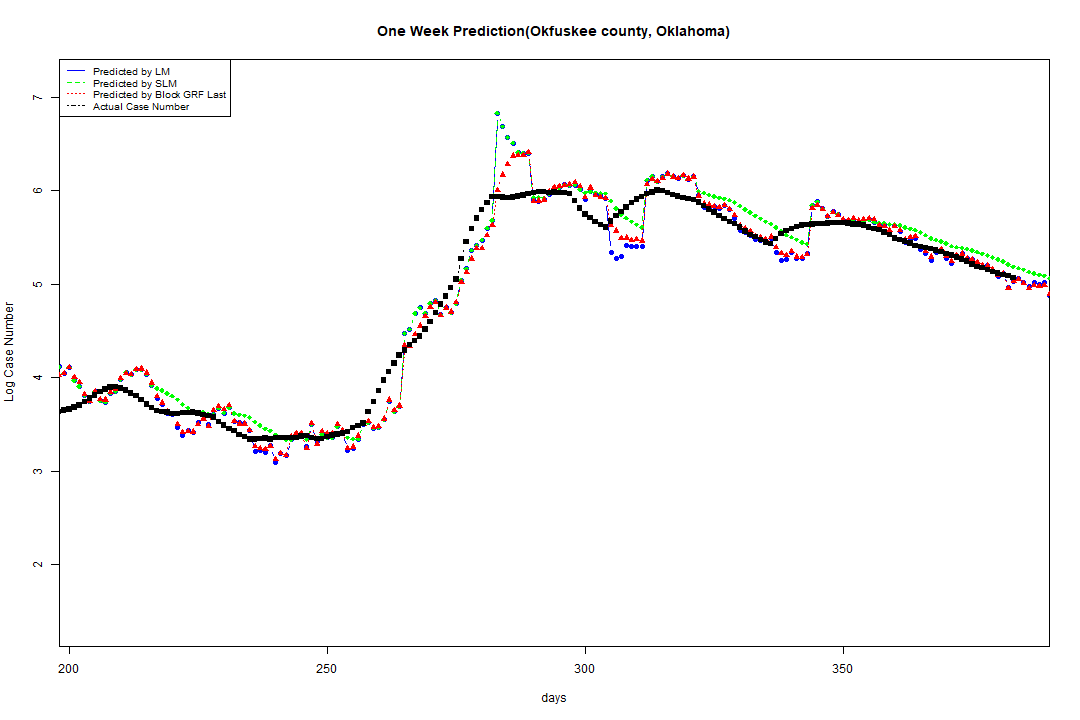 One Week Prediction(Okfuskee county, Oklahoma)
Predicted by LM
Predicted by SLM
Predicted by Block GRF Last
Actual Case Number
7
6
5
4
3
2
Log Case Number
200 250 300 350
days